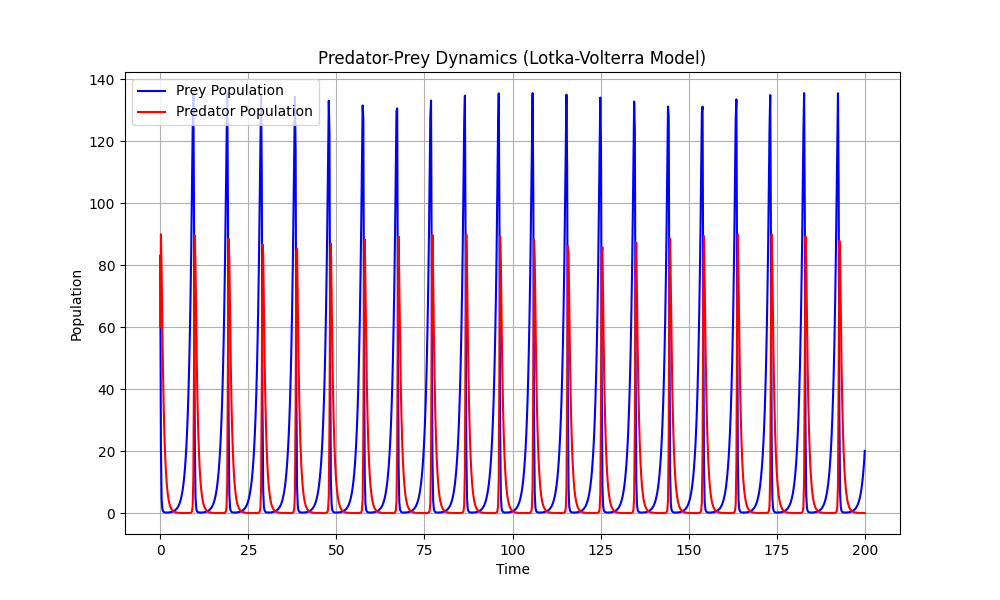 Predator-Prey Dynamics (Lotka-Volterra Model)
Prey Population
Predator Population
140
120
100
80
60
40
20
0
Population
0 25 50 75 100 125 150 175 200
Time